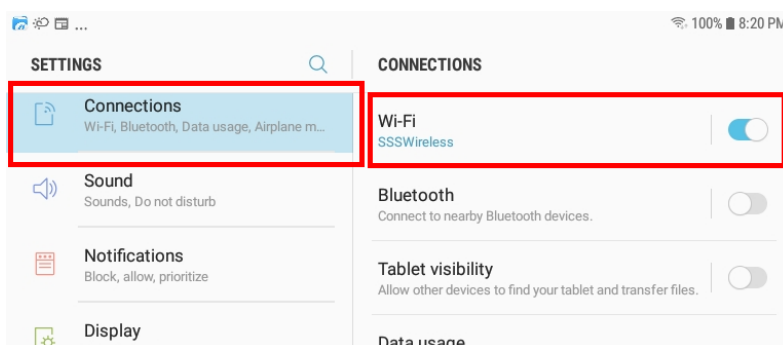 ...
100% 8:20 PM
SETTINGS
Connections
Wi-Fi, Bluetooth, Data usage, Airplane m...
Sound
Sounds, Do not disturb
Notifications
Block, allow, prioritize
Display
CONNECTIONS
Wi-Fi
SSSWireless
Bluetooth
Connect to nearby Bluetooth devices.
Tablet visibility
Allow other devices to find your tablet and transfer files.
Data usage